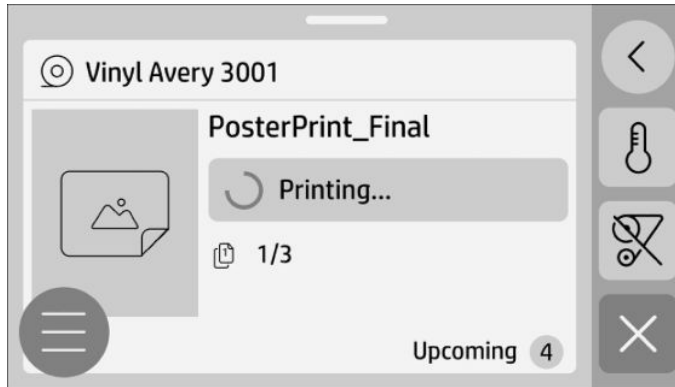 Vinyl Avery 3001
PosterPrint_Final
Printing...
1/3
Upcoming 4